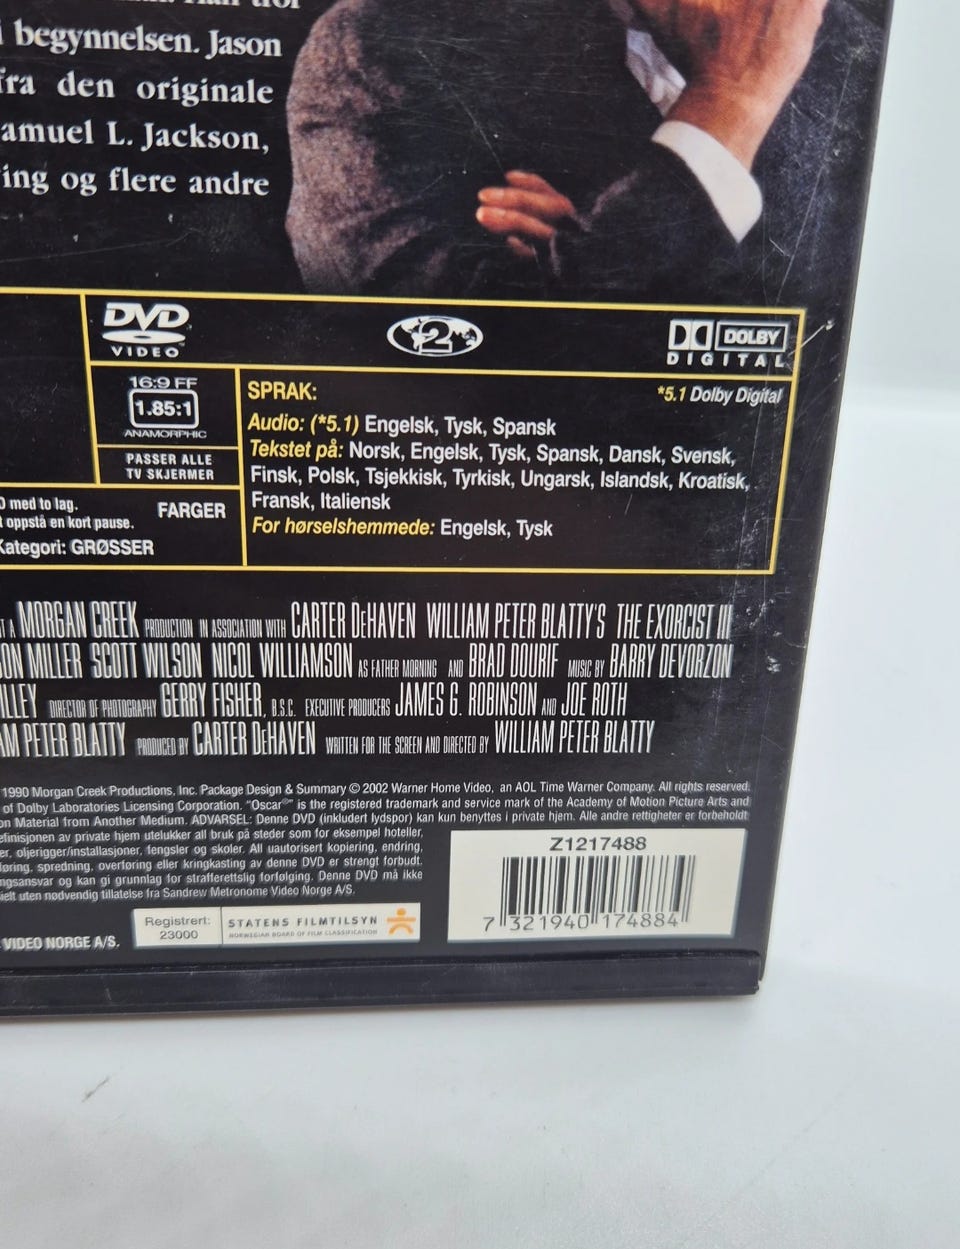 i begynnelsen. Jason
fra den originale
amuel L. Jackson,
ing og flere andre
DVD
VIDEO
2
DOLBY
DIGITAL
16:9 FF
1.85:1
ANAMORPHIC
PASSER ALLE
TV SKJERMER
SPRAK:
*5.1 Dolby Digital
Audio: (*5.1) Engelsk, Tysk, Spansk
Tekstet på: Norsk, Engelsk, Tysk, Spansk, Dansk, Svensk,
Finsk, Polsk, Tsjekkisk, Tyrkisk, Ungarsk, Islandsk, Kroatisk,
Fransk, Italiensk
For hørselshemmede: Engelsk, Tysk
med to lag.
oppstå en kort pause.
FARGER
Kategori: GRØSSER
A MORGAN CREEK PRODUCTION IN ASSOCIATION WITH CARTER DeHAVEN WILLIAM PETER BLATTY'S THE EXORCIST III
ON MILLER SCOTT WILSON NICOL WILLIAMSON AS FATHER MORNING AND BRAD DOURIF MUSIC BY BARRY DEVORZON
LLEY DIRECTOR OF PHOTOGRAPHY GERRY FISHER, B.S.C. EXECUTIVE PRODUCERS JAMES G. ROBINSON AND JOE ROTH
AM PETER BLATTY PRODUCED BY CARTER DeHAVEN WRITTEN FOR THE SCREEN AND DIRECTED BY WILLIAM PETER BLATTY
1990 Morgan Creek Productions, Inc. Package Design & Summary © 2002 Warner Home Video, an AOL Time Warner Company. All rights reserved.
of Dolby Laboratories Licensing Corporation. "Oscar®" is the registered trademark and service mark of the Academy of Motion Picture Arts and
on Material from Another Medium. ADVARSEL: Denne DVD (inkludert lydspor) kan kun benyttes i private hjem. Alle andre rettigheter er forbeholdt
efinisjonen av private hjem utelukker all bruk på steder som for eksempel hoteller,
er, oljerigger/installasjoner, fengsler og skoler. All uautorisert kopiering, endring,
føring, spredning, overføring eller kringkasting av denne DVD er strengt forbudt.
ngsansvar og kan gi grunnlag for strafferettslig forfølging. Denne DVD må ikke
ielt uten nødvendig tillatelse fra Sandrew Metronome Video Norge A/S.
VIDEO NORGE A/S.
Registrert:
23000
STATENS FILMTILSYN
NORWEGIAN BOARD OF FILM CLASSIFICATION
Z1217488
7 321940 174884